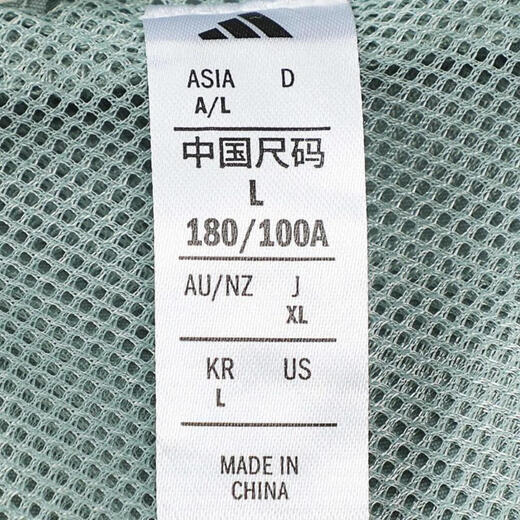 ASIA D
A/L
中国尺码
L
180/100A
AU/NZ J
XL
KR US
L
MADE IN
CHINA